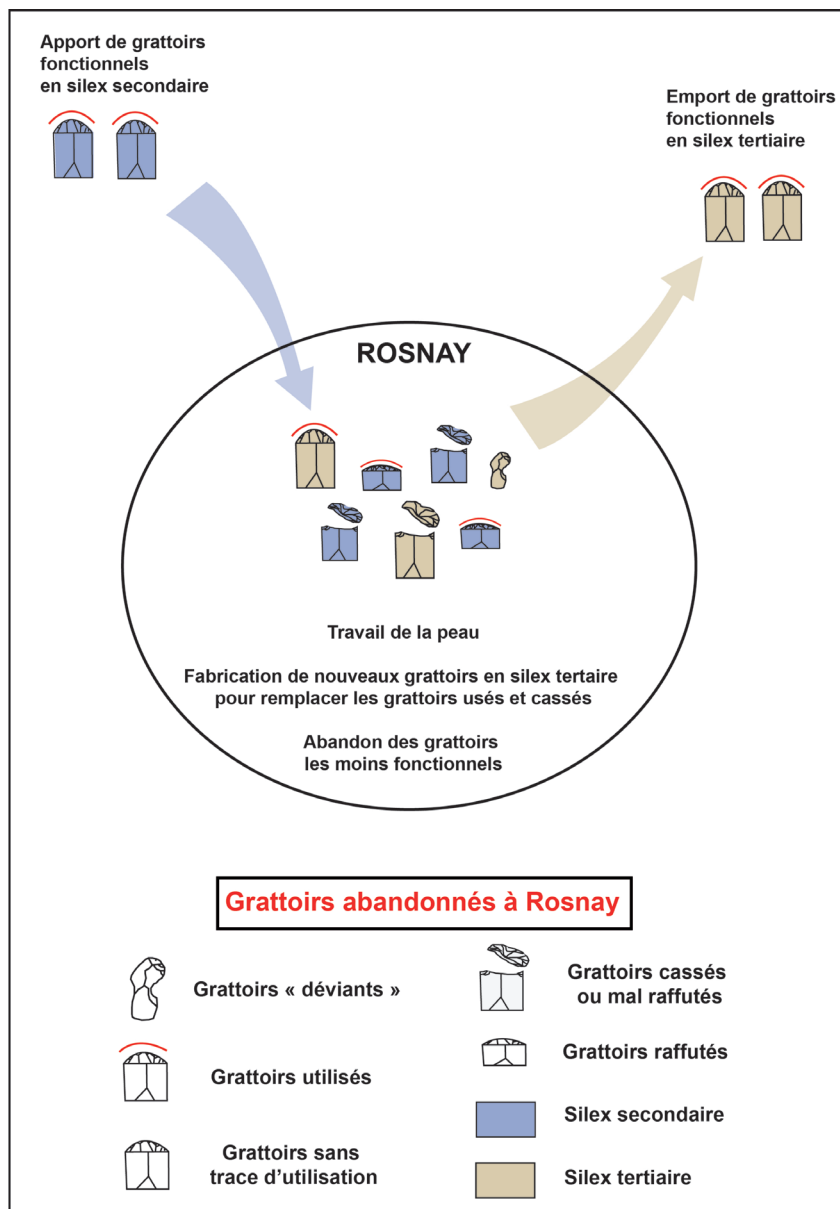 Apport de grattoirs
fonctionnels
en silex secondaire
Emport de grattoirs
fonctionnels
en silex tertiaire
ROSNAY
Travail de la peau
Fabrication de nouveaux grattoirs en silex tertaire
pour remplacer les grattoirs usés et cassés
Abandon des grattoirs
les moins fonctionnels
Grattoirs abandonnés à Rosnay
Grattoirs « déviants »
Grattoirs utilisés
Grattoirs sans
trace d'utilisation
Grattoirs cassés
ou mal raffutés
Grattoirs raffutés
Silex secondaire
Silex tertiaire